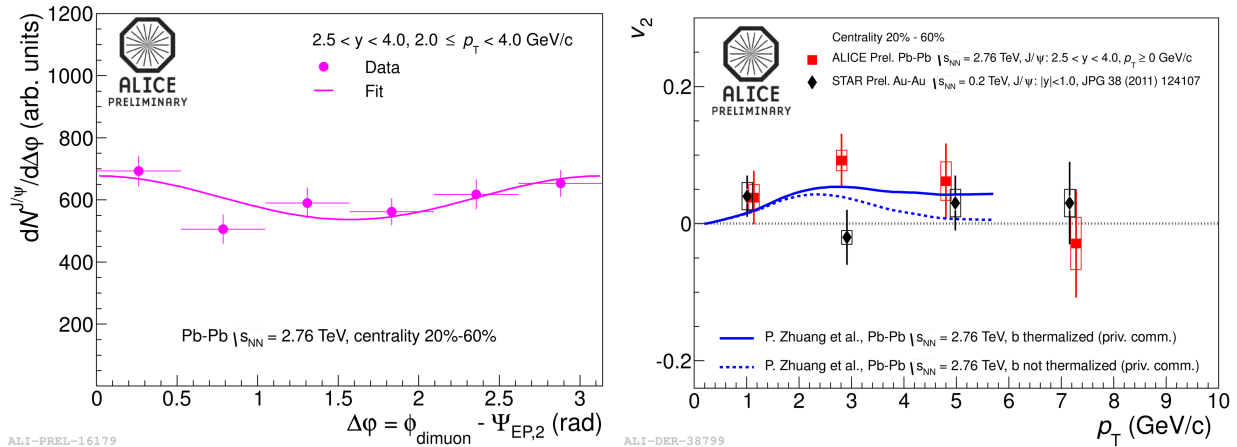 1200
1000
800
600
400
200
dN^{J/ψ}/dΔφ (arb. units)
ALICE
PRELIMINARY
2.5 < y < 4.0, 2.0 ≤ p_T < 4.0 GeV/c
Data
Fit
Pb-Pb √s_NN = 2.76 TeV, centrality 20%-60%
0 0.5 1 1.5 2 2.5 3
Δφ = ϕ_dimuon - Ψ_EP,2 (rad)
ALI-PREL-16179
v_2
0.2
0
-0.2
ALICE
PRELIMINARY
Centrality 20% - 60%
ALICE Prel. Pb-Pb √s_NN = 2.76 TeV, J/ψ: 2.5 < y < 4.0, p_T ≥ 0 GeV/c
STAR Prel. Au-Au √s_NN = 0.2 TeV, J/ψ: |y|<1.0, JPG 38 (2011) 124107
P. Zhuang et al., Pb-Pb √s_NN = 2.76 TeV, b thermalized (priv. comm.)
P. Zhuang et al., Pb-Pb √s_NN = 2.76 TeV, b not thermalized (priv. comm.)
0 1 2 3 4 5 6 7 8 9 10
p_T (GeV/c)
ALI-DER-38799